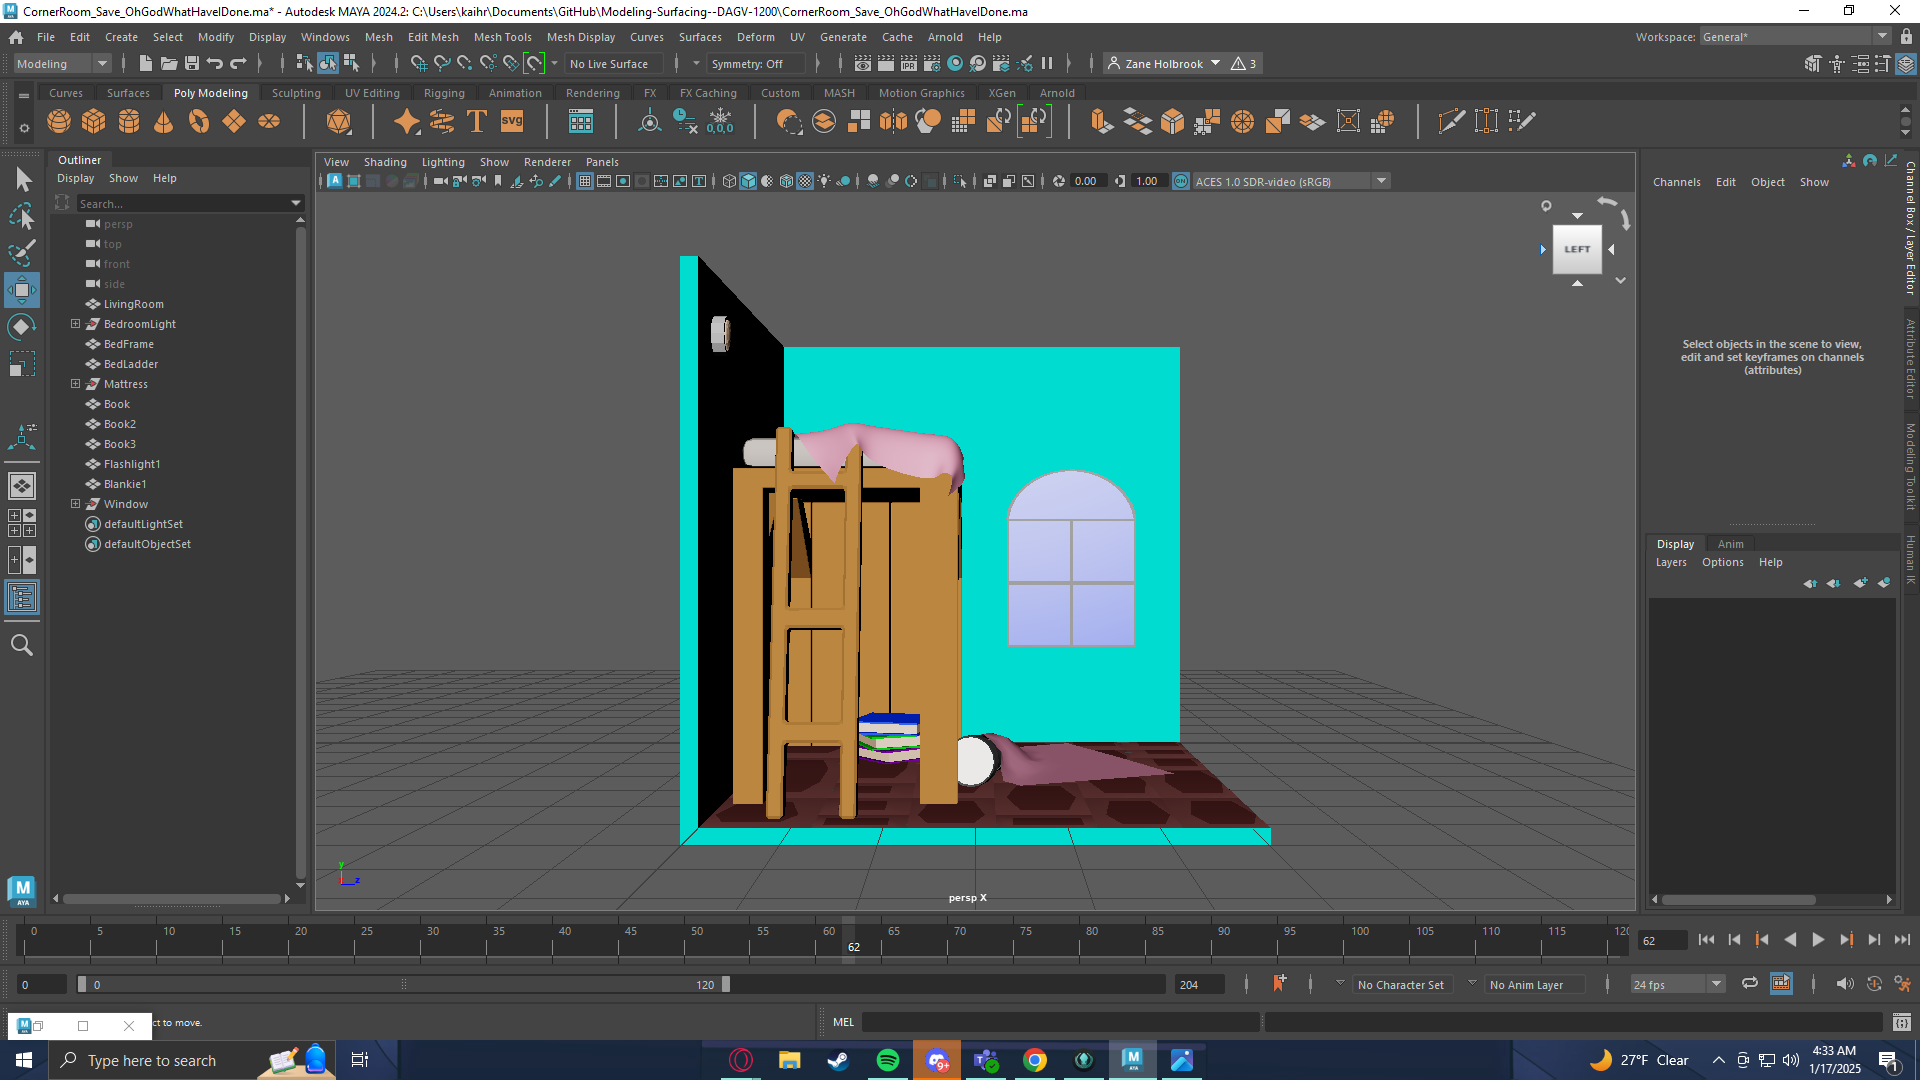 CornerRoom_Save_OhGodWhatHaveIDone.ma* - Autodesk MAYA 2024.2: C:\Users\kaihr\Documents\GitHub\Modeling-Surfacing--DAGV-1200\CornerRoom_Save_OhGodWhatHaveIDone.ma
File Edit Create Select Modify Display Windows Mesh Edit Mesh Mesh Tools Mesh Display Curves Surfaces Deform UV Generate Cache Arnold Help Workspace: General*
Modeling No Live Surface Symmetry: Off IPR Zane Holbrook 3
Curves Surfaces Poly Modeling Sculpting UV Editing Rigging Animation Rendering FX FX Caching Custom MASH Motion Graphics XGen Arnold
T SVG 0,0,0
Outliner
Display Show Help
Search...
persp
top
front
side
LivingRoom
BedroomLight
BedFrame
BedLadder
Mattress
Book
Book2
Book3
Flashlight1
Blankie1
Window
defaultLightSet
defaultObjectSet
View Shading Lighting Show Renderer Panels
0.00 1.00 ON ACES 1.0 SDR-video (sRGB)
LEFT
y
z
persp X
Channels Edit Object Show
Select objects in the scene to view,
edit and set keyframes on channels
(attributes)
Channel Box / Layer Editor
Attribute Editor
Modeling Toolkit
Human IK
Display Anim
Layers Options Help
0 5 10 15 20 25 30 35 40 45 50 55 60 65 70 75 80 85 90 95 100 105 110 115 120
62
62
0 0 120 204 No Character Set No Anim Layer 24 fps
ct to move. MEL
M
AYA
Type here to search
9+
27°F Clear
4:33 AM
1/17/2025
1